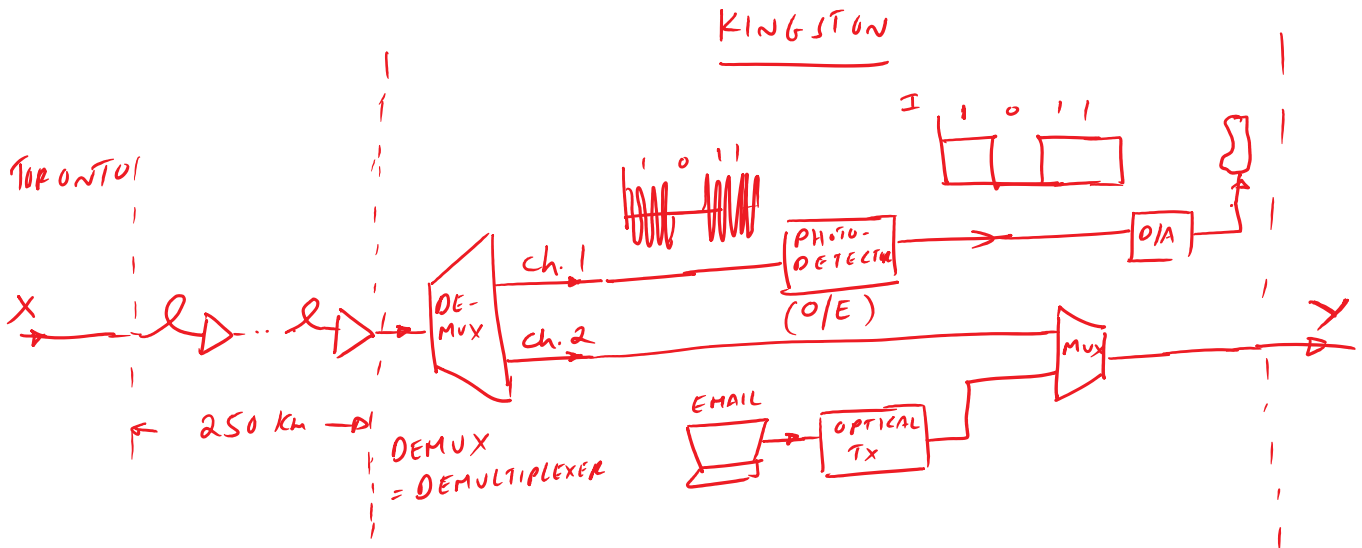 KINGSTON
I 1 0 1 1
TORONTO
1 0 1 1
PHOTO-
DETECTR
D/A
ch. 1
(O/E)
X
DE-
MUX
ch. 2
MUX
Y
250 Km
EMAIL
OPTICAL
TX
DEMUX
= DEMULTIPLEXER